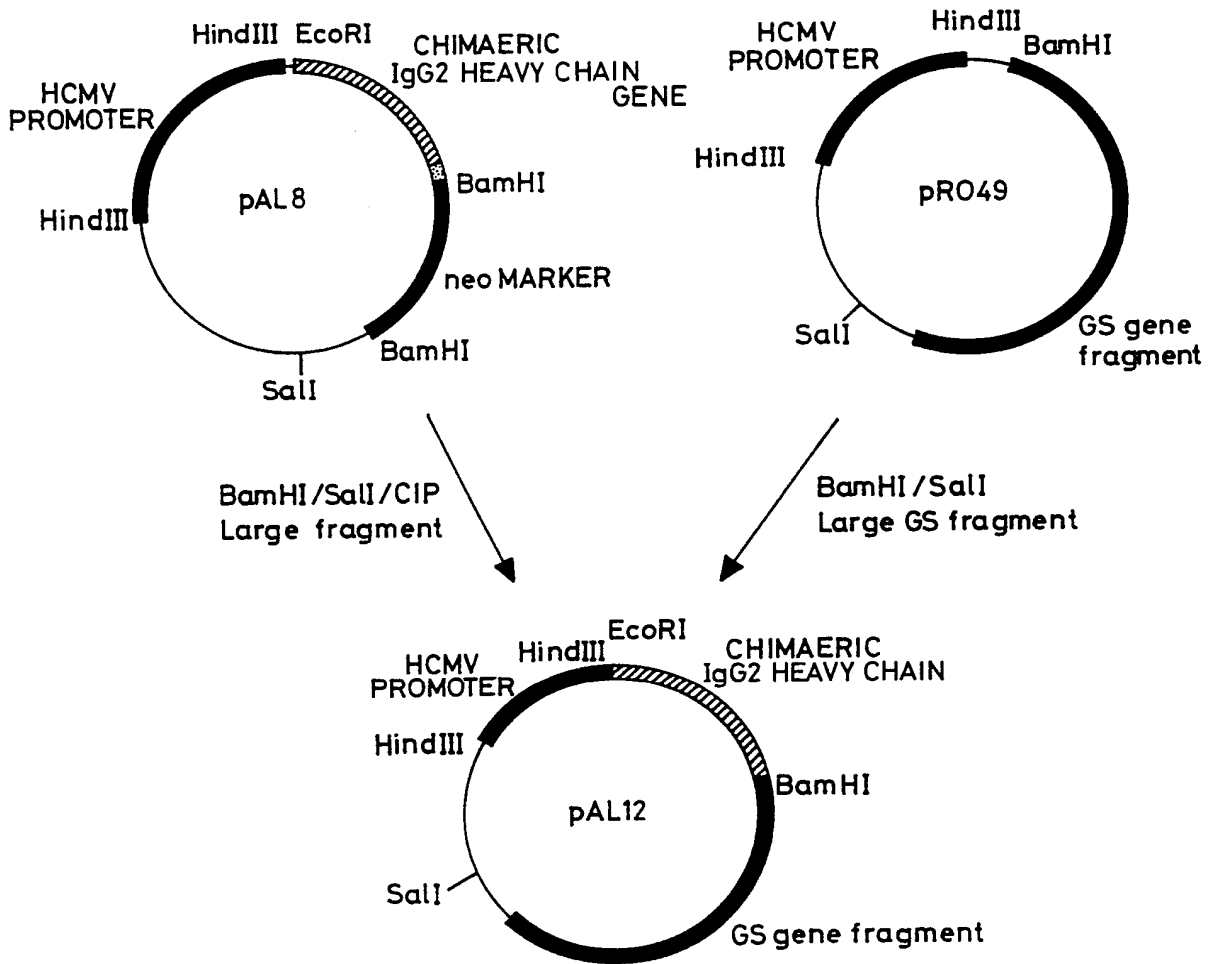 HindIII EcoRI
CHIMAERIC
IgG2 HEAVY CHAIN
GENE
HCMV
PROMOTER
HindIII
pAL8
BamHI
neo MARKER
BamHI
SalI
HCMV
PROMOTER
HindIII
BamHI
HindIII
pRO49
SalI
GS gene
fragment
BamHI/SalI/CIP
Large fragment
BamHI/SalI
Large GS fragment
EcoRI
HindIII
CHIMAERIC
IgG2 HEAVY CHAIN
HCMV
PROMOTER
HindIII
BamHI
pAL12
SalI
GS gene fragment